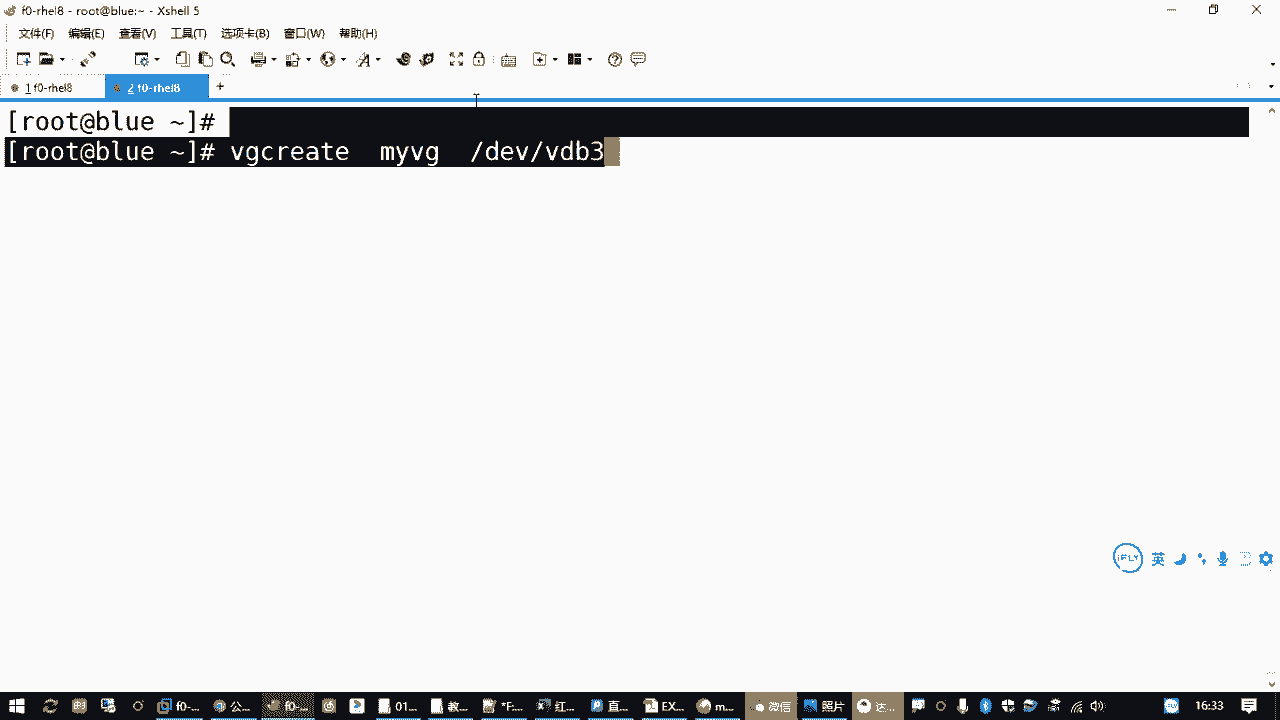 f0-rhel8 - root@blue:~ - Xshell 5
文件(F) 编辑(E) 查看(V) 工具(T) 选项卡(B) 窗口(W) 帮助(H)
1 f0-rhel8 2 f0-rhel8 +
[root@blue ~]#
[root@blue ~]# vgcreate  myvg  /dev/vdb3
iFLY 英
f0-... 公... f0-... 01... 教... *F... 红... 直... EX... m... 微信 照片 达... 16:33